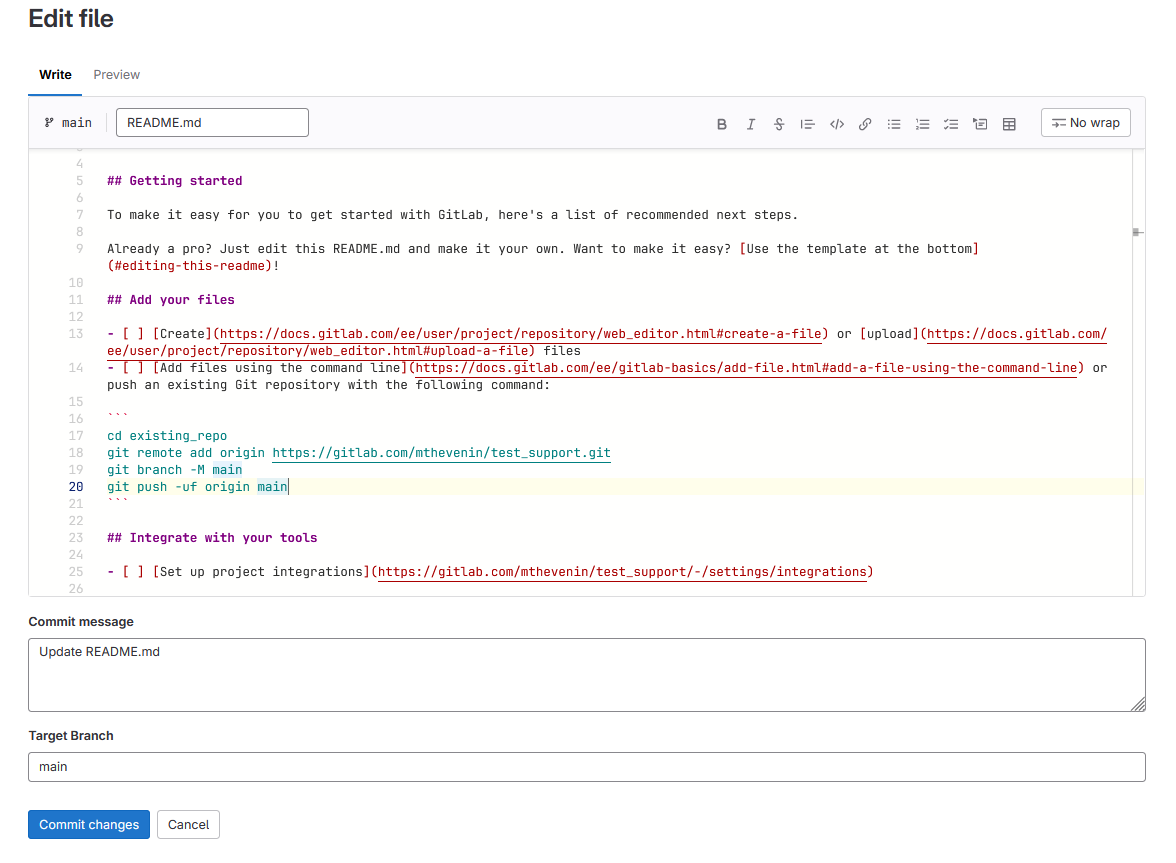 Edit file
Write Preview
main README.md No wrap
4
5 ## Getting started
6
7 To make it easy for you to get started with GitLab, here's a list of recommended next steps.
8
9 Already a pro? Just edit this README.md and make it your own. Want to make it easy? [Use the template at the bottom]
(#editing-this-readme)!
10
11 ## Add your files
12
13 - [ ] [Create](https://docs.gitlab.com/ee/user/project/repository/web_editor.html#create-a-file) or [upload](https://docs.gitlab.com/
ee/user/project/repository/web_editor.html#upload-a-file) files
14 - [ ] [Add files using the command line](https://docs.gitlab.com/ee/gitlab-basics/add-file.html#add-a-file-using-the-command-line) or
push an existing Git repository with the following command:
15
16 ```
17 cd existing_repo
18 git remote add origin https://gitlab.com/mthevenin/test_support.git
19 git branch -M main
20 git push -uf origin main
21 ```
22
23 ## Integrate with your tools
24
25 - [ ] [Set up project integrations](https://gitlab.com/mthevenin/test_support/-/settings/integrations)
26
Commit message
Update README.md
Target Branch
main
Commit changes Cancel